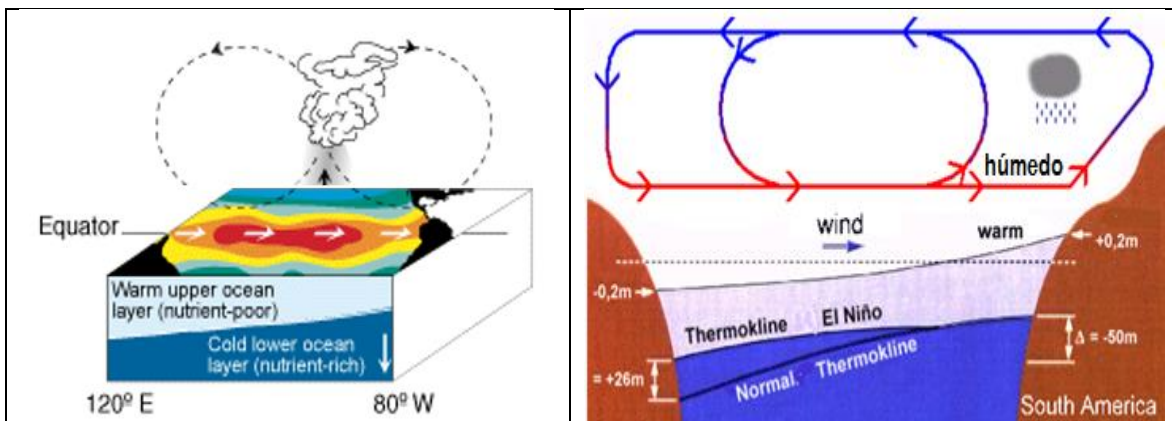 Equator
Warm upper ocean
layer (nutrient-poor)
Cold lower ocean
layer (nutrient-rich)
120º E
80º W
húmedo
wind
warm
+0,2m
-0,2m
Thermokline El Niño
Normal. Thermokline
= +26m
Δ = -50m
South America